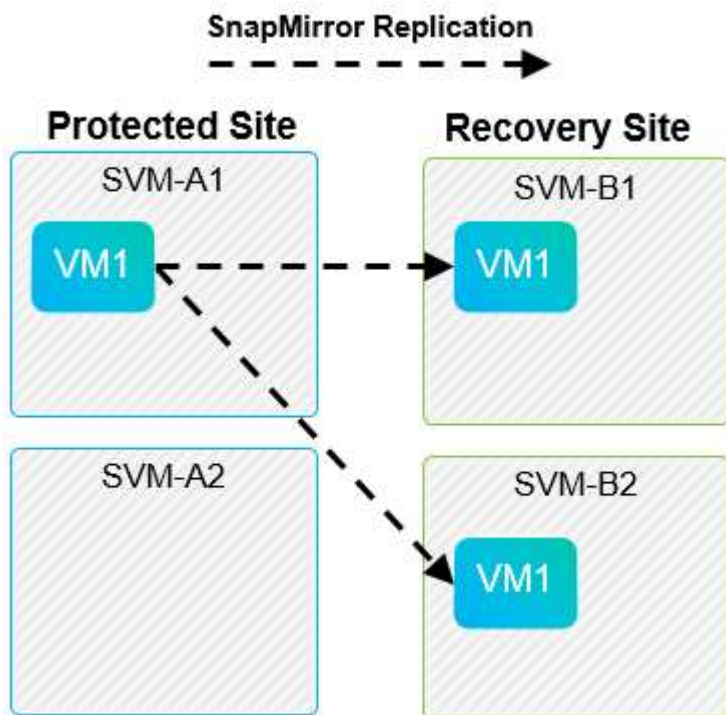 SnapMirror Replication
Protected Site
Recovery Site
SVM-A1
SVM-B1
VM1
VM1
SVM-A2
SVM-B2
VM1